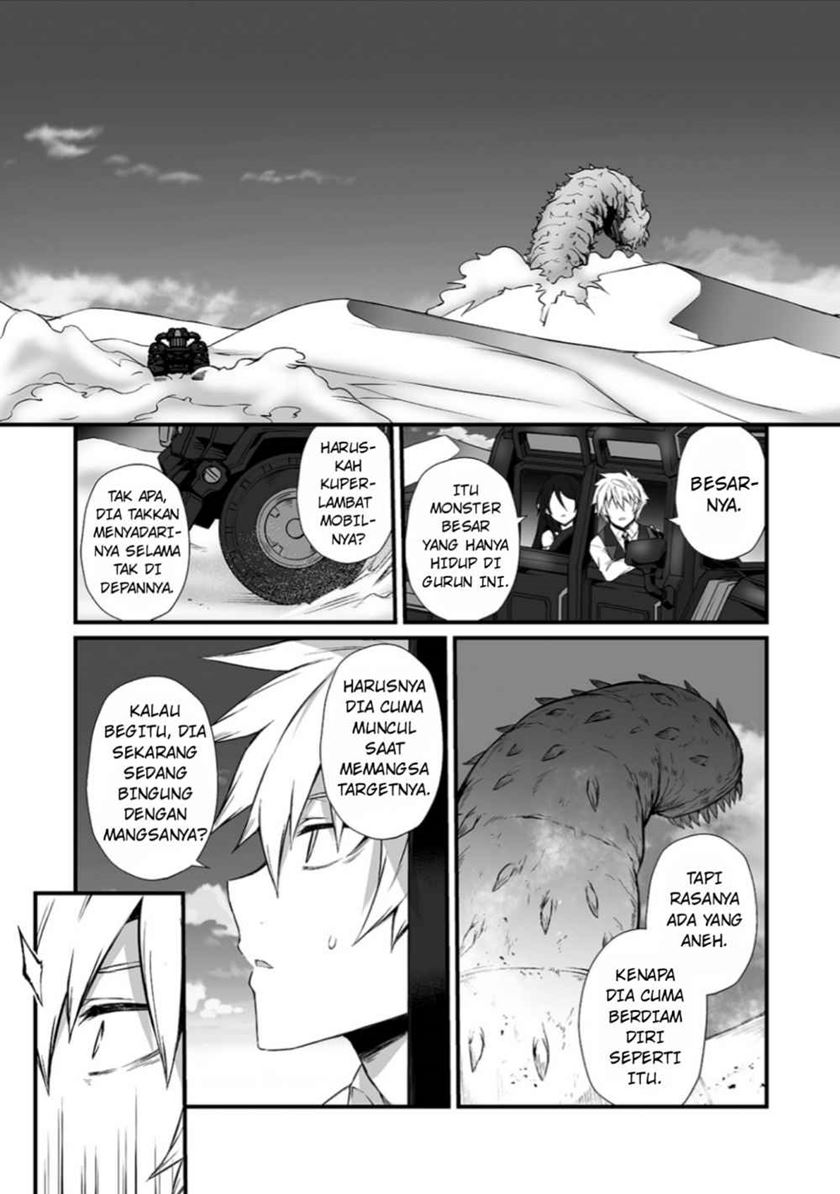 BESAR-
NYA.
ITU
MONSTER
BESAR
YANG HANYA
HIDUP DI
GURUN INI.
HARUS-
KAH
KUPER-
LAMBAT
MOBIL-
NYA?
TAK APA,
DIA TAKKAN
MENYADARI-
NYA SELAMA
TAK DI
DEPANNYA.
TAPI
RASANYA
ADA YANG
ANEH.
KENAPA
DIA CUMA
BERDIAM
DIRI
SEPERTI
ITU.
HARUSNYA
DIA CUMA
MUNCUL
SAAT
MEMANGSA
TARGETNYA.
KALAU
BEGITU, DIA
SEKARANG
SEDANG
BINGUNG
DENGAN
MANGSANYA?